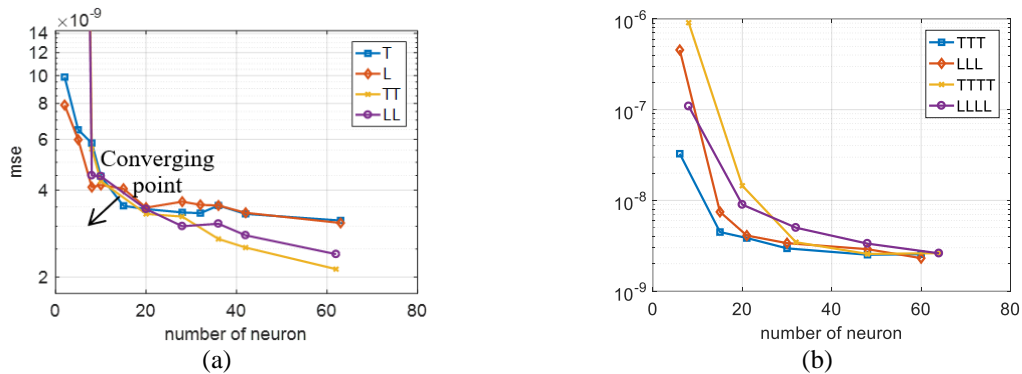 ×10⁻⁹
14
10
8
6
4
2
mse
0
20
40
60
80
number of neuron
T
L
TT
LL
Converging
point
(a)
10⁻⁶
10⁻⁷
10⁻⁸
10⁻⁹
0
20
40
60
80
number of neuron
TTT
LLL
TTTT
LLLL
(b)